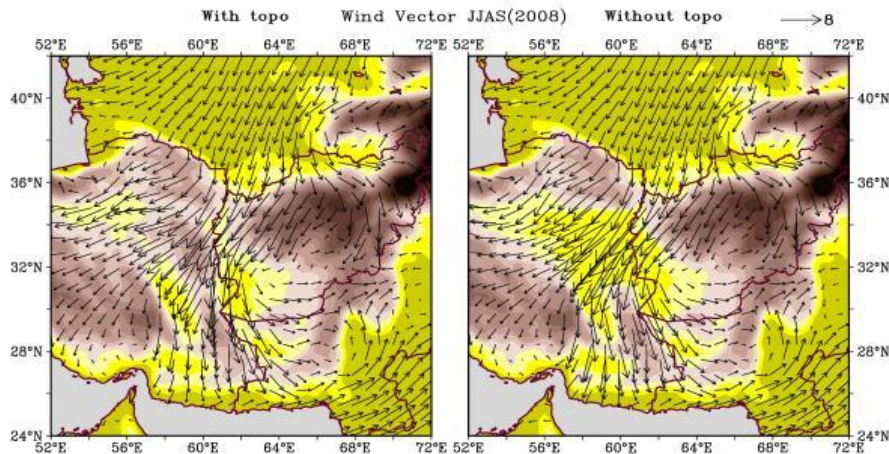 With topo Wind Vector JJAS(2008) Without topo 8
52°E 56°E 60°E 64°E 68°E 72°E 52°E 56°E 60°E 64°E 68°E 72°E
40°N 40°N
36°N 36°N
32°N 32°N
28°N 28°N
24°N 24°N
52°E 56°E 60°E 64°E 68°E 72°E 52°E 56°E 60°E 64°E 68°E 72°E